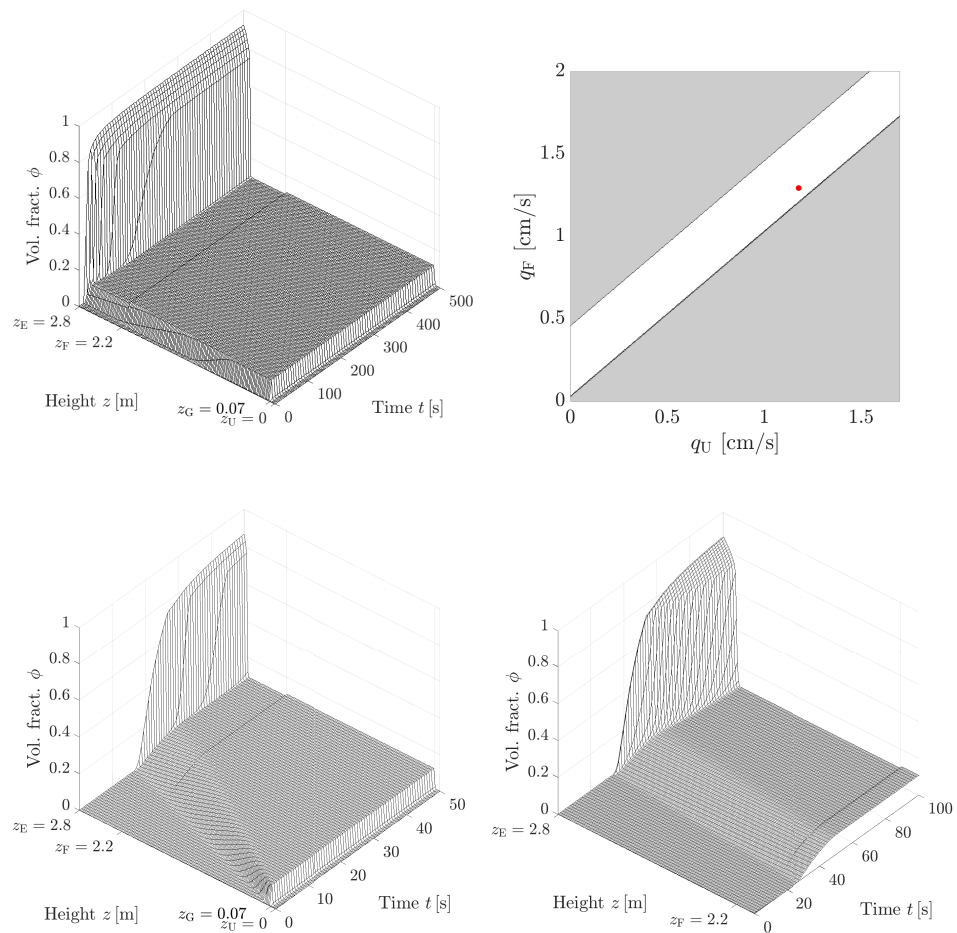 1
0.8
0.6
0.4
0.2
0
Vol. fract. ϕ
z_E = 2.8
z_F = 2.2
Height z [m]
z_G = 0.07
z_U = 0
0
100
200
300
400
500
Time t [s]
2
1.5
1
0.5
0
q_F [cm/s]
0
0.5
1
1.5
q_U [cm/s]
1
0.8
0.6
0.4
0.2
0
Vol. fract. ϕ
z_E = 2.8
z_F = 2.2
Height z [m]
z_G = 0.07
z_U = 0
0
10
20
30
40
50
Time t [s]
1
0.8
0.6
0.4
0.2
0
Vol. fract. ϕ
z_E = 2.8
Height z [m]
z_F = 2.2
0
20
40
60
80
100
Time t [s]